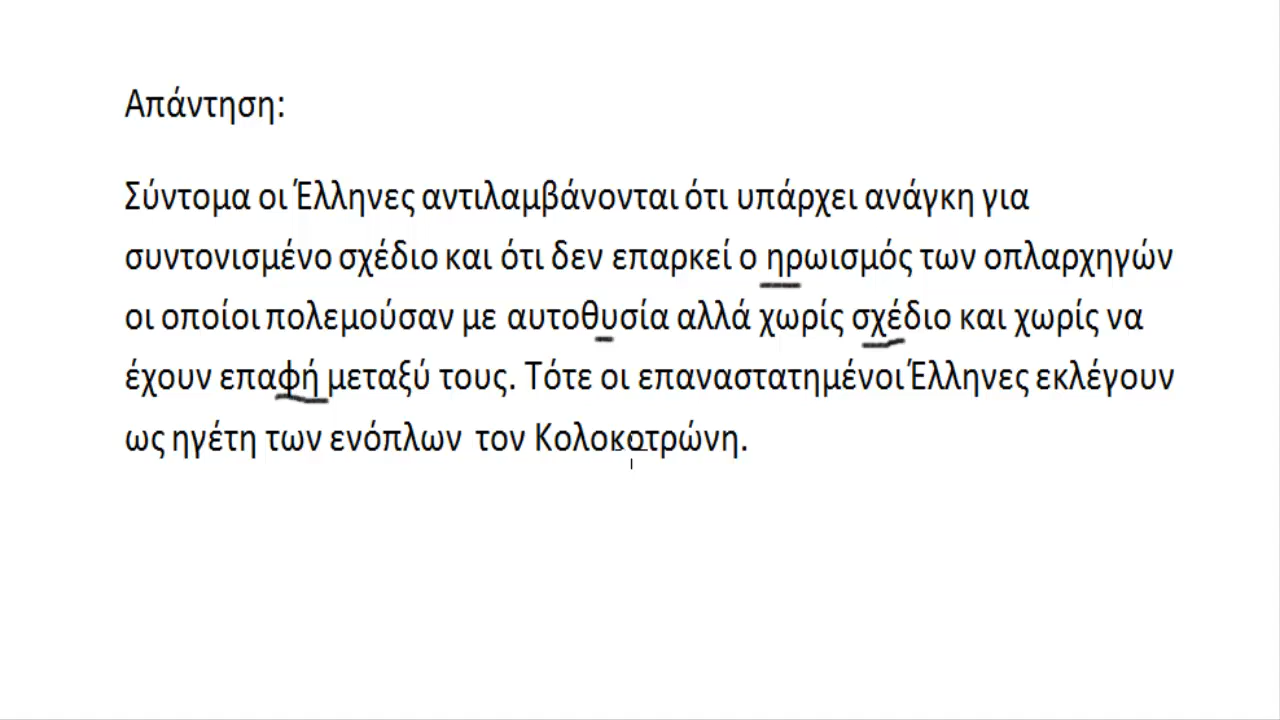 Απάντηση:
Σύντομα οι Έλληνες αντιλαμβάνονται ότι υπάρχει ανάγκη για
συντονισμένο σχέδιο και ότι δεν επαρκεί ο ηρωισμός των οπλαρχηγών
οι οποίοι πολεμούσαν με αυτοθυσία αλλά χωρίς σχέδιο και χωρίς να
έχουν επαφή μεταξύ τους. Τότε οι επαναστατημένοι Έλληνες εκλέγουν
ως ηγέτη των ενόπλων τον Κολοκοτρώνη.